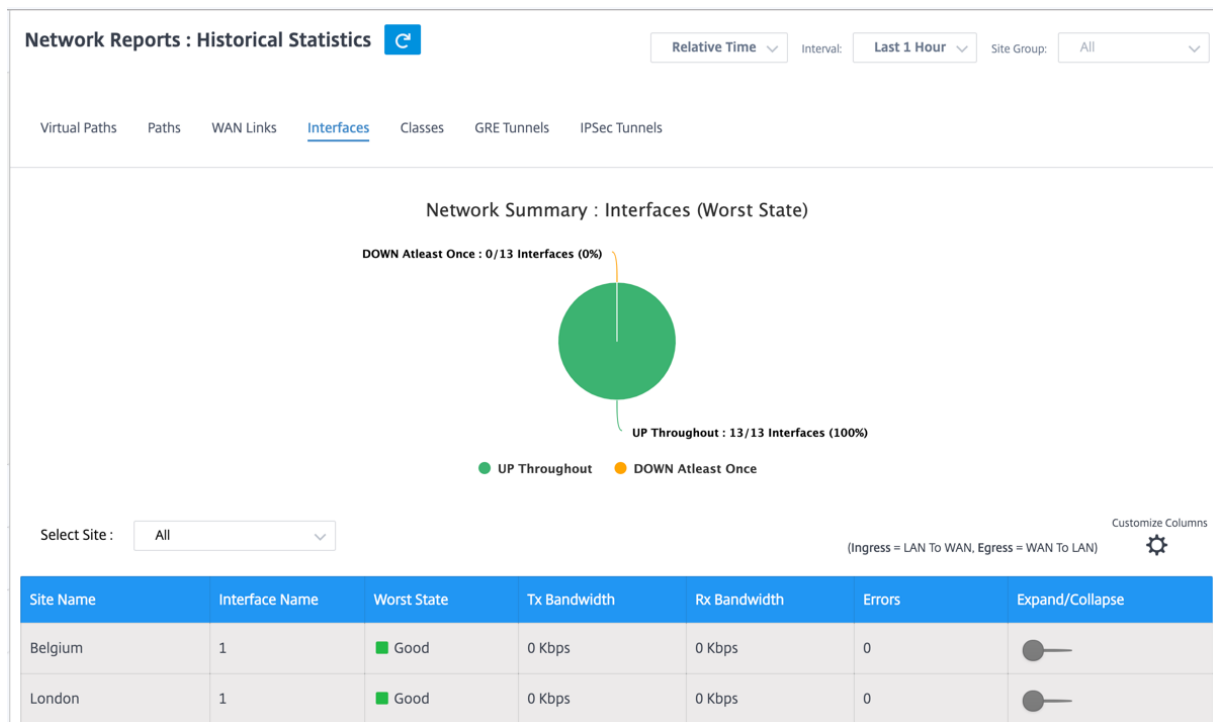 Network Reports : Historical Statistics
Relative Time Interval: Last 1 Hour Site Group: All
Virtual Paths Paths WAN Links Interfaces Classes GRE Tunnels IPSec Tunnels
Network Summary : Interfaces (Worst State)
DOWN Atleast Once : 0/13 Interfaces (0%)
UP Throughout : 13/13 Interfaces (100%)
UP Throughout DOWN Atleast Once
Customize Columns
Select Site : All
(Ingress = LAN To WAN, Egress = WAN To LAN)
Site Name Interface Name Worst State Tx Bandwidth Rx Bandwidth Errors Expand/Collapse
Belgium 1 Good 0 Kbps 0 Kbps 0
London 1 Good 0 Kbps 0 Kbps 0